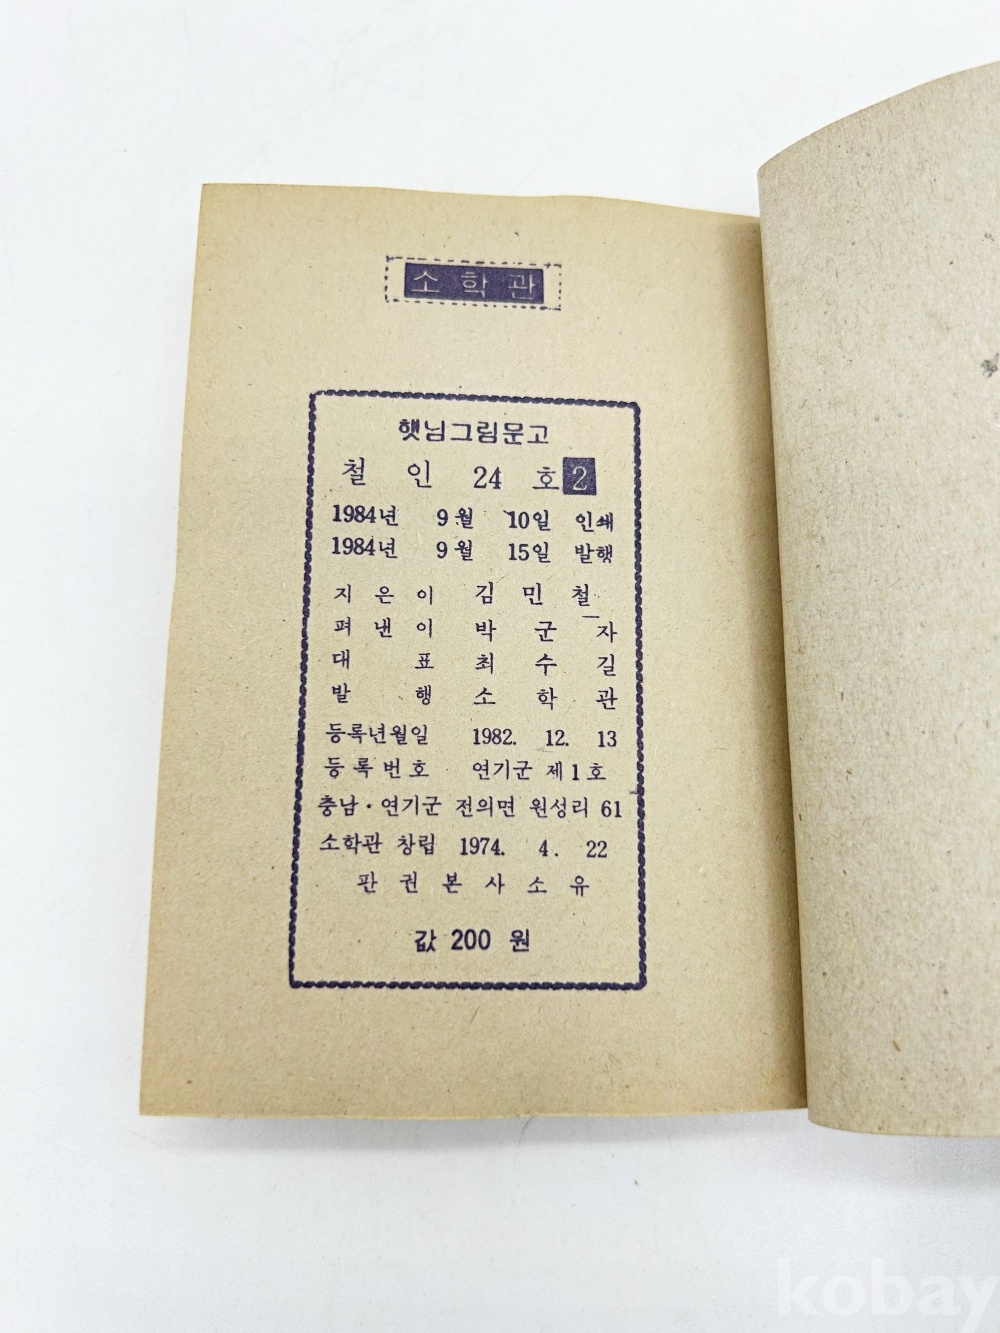 소학관
햇님그림문고
철 인 24 호 2
1984년 9월 10일 인쇄
1984년 9월 15일 발행
지은이 김민철
펴낸이 박군자
대표 최수길
발행 소학관
등록년월일 1982. 12. 13
등록번호 연기군 제1호
충남·연기군 전의면 원성리 61
소학관 창립 1974. 4. 22
판권본사소유
값 200 원
kobay